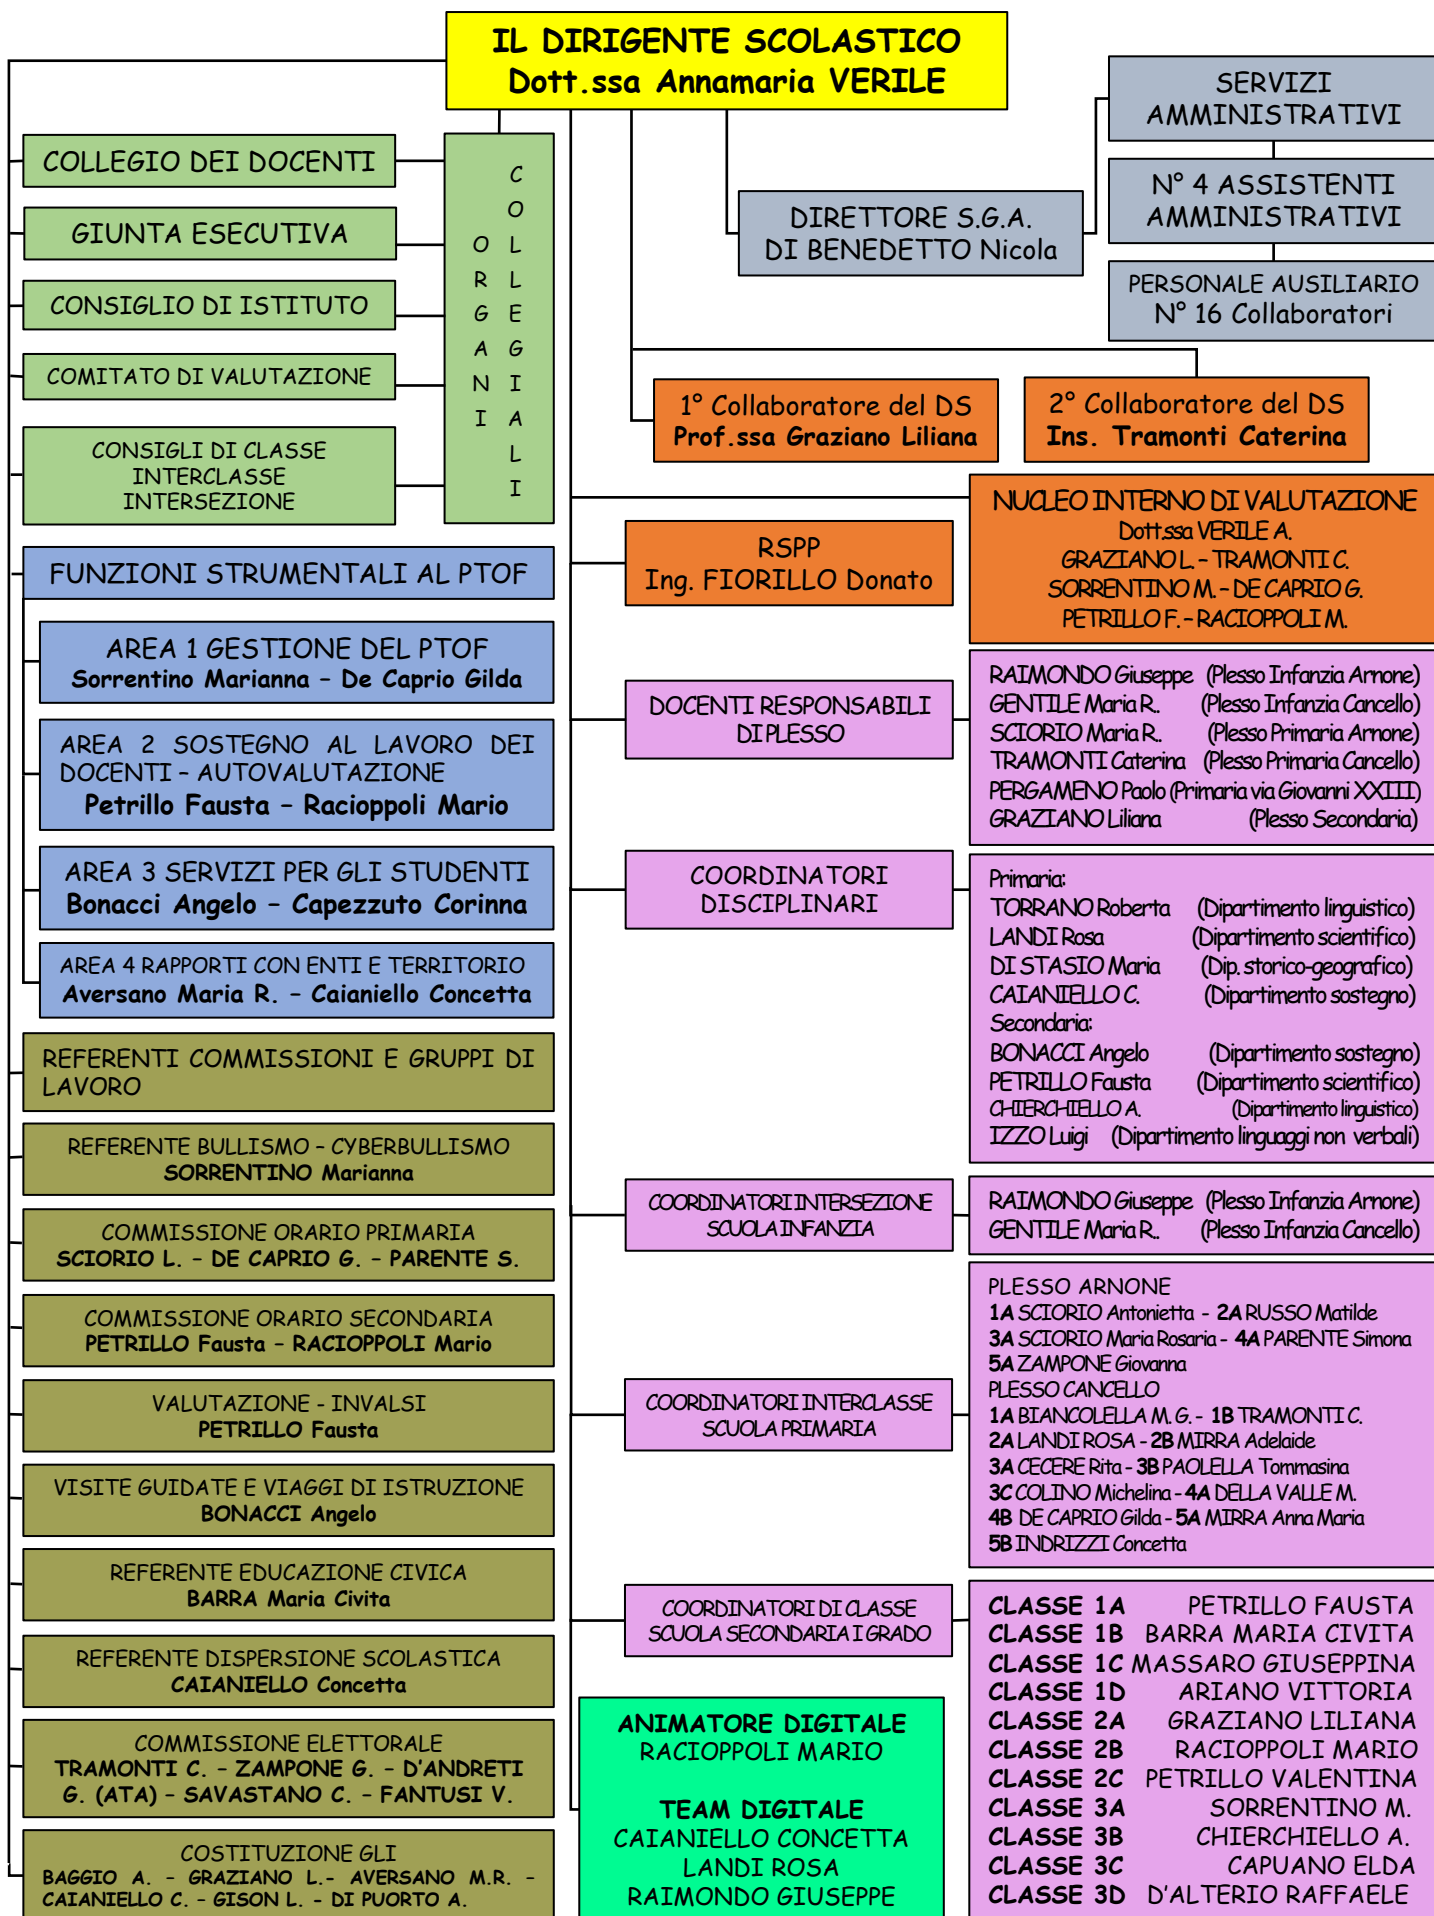 IL DIRIGENTE SCOLASTICO
Dott.ssa Annamaria VERILE
COLLEGIO DEI DOCENTI
GIUNTA ESECUTIVA
CONSIGLIO DI ISTITUTO
COMITATO DI VALUTAZIONE
CONSIGLI DI CLASSE
INTERCLASSE
INTERSEZIONE
ORGANI
COLLEGIALI
SERVIZI
AMMINISTRATIVI
N° 4 ASSISTENTI
AMMINISTRATIVI
PERSONALE AUSILIARIO
N° 16 Collaboratori
DIRETTORE S.G.A.
DI BENEDETTO Nicola
1° Collaboratore del DS
Prof.ssa Graziano Liliana
2° Collaboratore del DS
Ins. Tramonti Caterina
NUCLEO INTERNO DI VALUTAZIONE
Dott.ssa VERILE A.
GRAZIANO L. – TRAMONTI C.
SORRENTINO M. – DE CAPRIO G.
PETRILLO F. – RACIOPPOLI M.
RSPP
Ing. FIORILLO Donato
FUNZIONI STRUMENTALI AL PTOF
AREA 1 GESTIONE DEL PTOF
Sorrentino Marianna – De Caprio Gilda
AREA 2 SOSTEGNO AL LAVORO DEI
DOCENTI – AUTOVALUTAZIONE
Petrillo Fausta – Racioppoli Mario
AREA 3 SERVIZI PER GLI STUDENTI
Bonacci Angelo – Capezzuto Corinna
AREA 4 RAPPORTI CON ENTI E TERRITORIO
Aversano Maria R. – Caianiello Concetta
REFERENTI COMMISSIONI E GRUPPI DI
LAVORO
REFERENTE BULLISMO – CYBERBULLISMO
SORRENTINO Marianna
COMMISSIONE ORARIO PRIMARIA
SCIORIO L. – DE CAPRIO G. – PARENTE S.
COMMISSIONE ORARIO SECONDARIA
PETRILLO Fausta – RACIOPPOLI Mario
VALUTAZIONE - INVALSI
PETRILLO Fausta
VISITE GUIDATE E VIAGGI DI ISTRUZIONE
BONACCI Angelo
REFERENTE EDUCAZIONE CIVICA
BARRA Maria Civita
REFERENTE DISPERSIONE SCOLASTICA
CAIANIELLO Concetta
COMMISSIONE ELETTORALE
TRAMONTI C. – ZAMPONE G. – D'ANDRETI
G. (ATA) – SAVASTANO C. – FANTUSI V.
COSTITUZIONE GLI
BAGGIO A. – GRAZIANO L.- AVERSANO M.R. –
CAIANIELLO C. – GISON L. – DI PUORTO A.
DOCENTI RESPONSABILI
DI PLESSO
RAIMONDO Giuseppe (Plesso Infanzia Arnone)
GENTILE Maria R.. (Plesso Infanzia Cancello)
SCIORIO Maria R.. (Plesso Primaria Arnone)
TRAMONTI Caterina (Plesso Primaria Cancello)
PERGAMENO Paolo (Primaria via Giovanni XXIII)
GRAZIANO Liliana (Plesso Secondaria)
COORDINATORI
DISCIPLINARI
Primaria:
TORRANO Roberta (Dipartimento linguistico)
LANDI Rosa (Dipartimento scientifico)
DI STASIO Maria (Dip. storico-geografico)
CAIANIELLO C. (Dipartimento sostegno)
Secondaria:
BONACCI Angelo (Dipartimento sostegno)
PETRILLO Fausta (Dipartimento scientifico)
CHIERCHIELLO A. (Dipartimento linguistico)
IZZO Luigi (Dipartimento linguaggi non verbali)
COORDINATORI INTERSEZIONE
SCUOLA INFANZIA
RAIMONDO Giuseppe (Plesso Infanzia Arnone)
GENTILE Maria R.. (Plesso Infanzia Cancello)
COORDINATORI INTERCLASSE
SCUOLA PRIMARIA
PLESSO ARNONE
1A SCIORIO Antonietta - 2A RUSSO Matilde
3A SCIORIO Maria Rosaria - 4A PARENTE Simona
5A ZAMPONE Giovanna
PLESSO CANCELLO
1A BIANCOLELLA M. G. - 1B TRAMONTI C.
2A LANDI ROSA - 2B MIRRA Adelaide
3A CECERE Rita - 3B PAOLELLA Tommasina
3C COLINO Michelina - 4A DELLA VALLE M.
4B DE CAPRIO Gilda - 5A MIRRA Anna Maria
5B INDRIZZI Concetta
COORDINATORI DI CLASSE
SCUOLA SECONDARIA I GRADO
CLASSE 1A PETRILLO FAUSTA
CLASSE 1B BARRA MARIA CIVITA
CLASSE 1C MASSARO GIUSEPPINA
CLASSE 1D ARIANO VITTORIA
CLASSE 2A GRAZIANO LILIANA
CLASSE 2B RACIOPPOLI MARIO
CLASSE 2C PETRILLO VALENTINA
CLASSE 3A SORRENTINO M.
CLASSE 3B CHIERCHIELLO A.
CLASSE 3C CAPUANO ELDA
CLASSE 3D D'ALTERIO RAFFAELE
ANIMATORE DIGITALE
RACIOPPOLI MARIO
TEAM DIGITALE
CAIANIELLO CONCETTA
LANDI ROSA
RAIMONDO GIUSEPPE